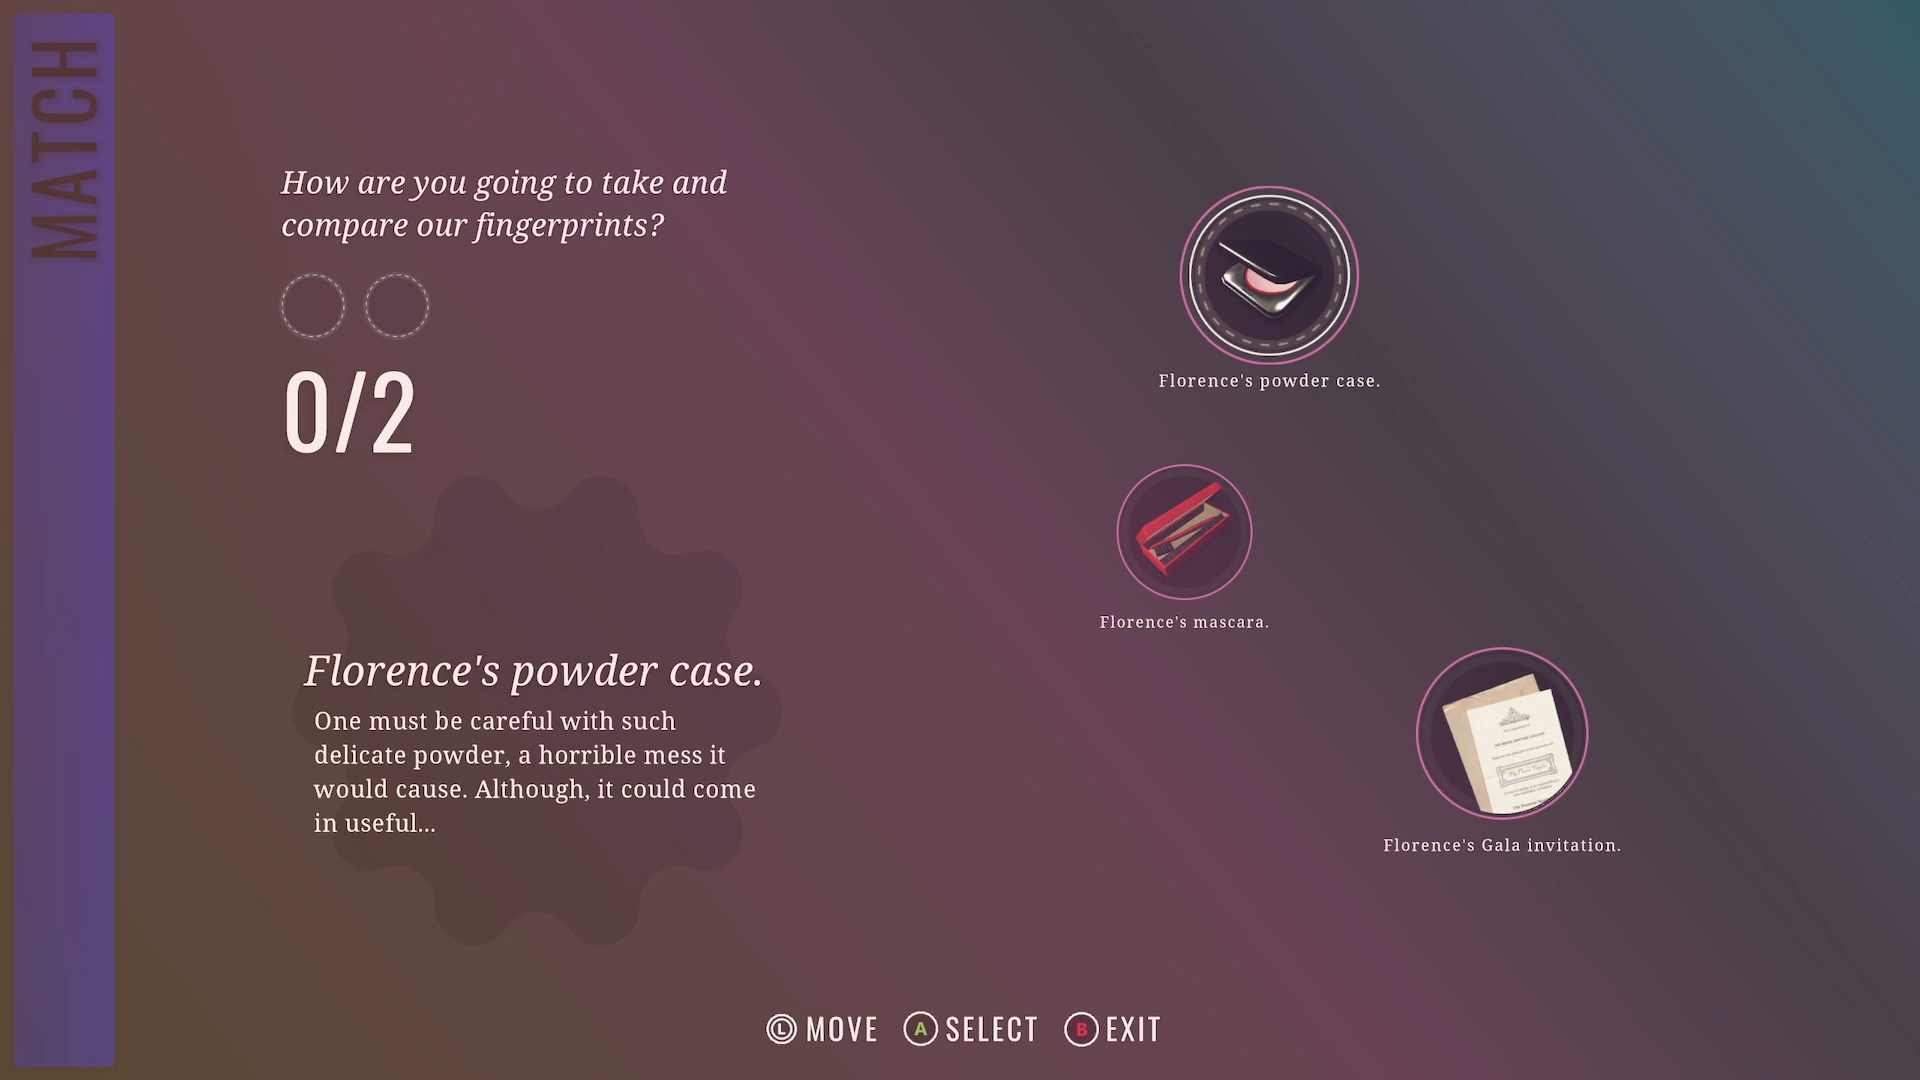 MATCH
How are you going to take and
compare our fingerprints?
0/2
Florence's powder case.
Florence's mascara.
Florence's Gala invitation.
Florence's powder case.
One must be careful with such
delicate powder, a horrible mess it
would cause. Although, it could come
in useful...
L MOVE A SELECT B EXIT